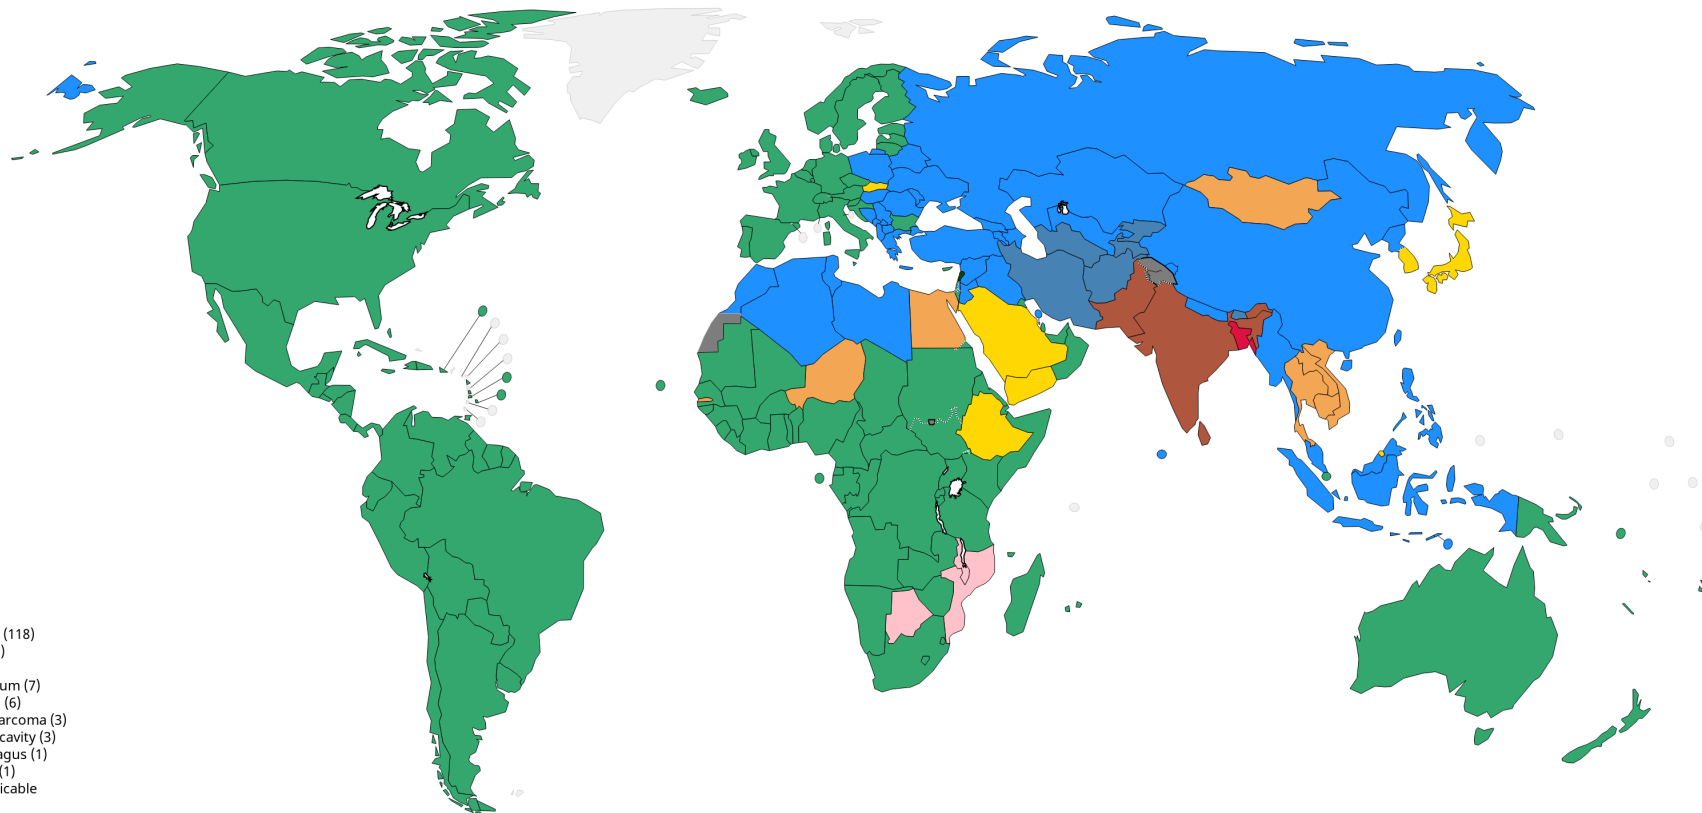 (118)
)
um (7)
(6)
arcoma (3)
cavity (3)
agus (1)
(1)
icable